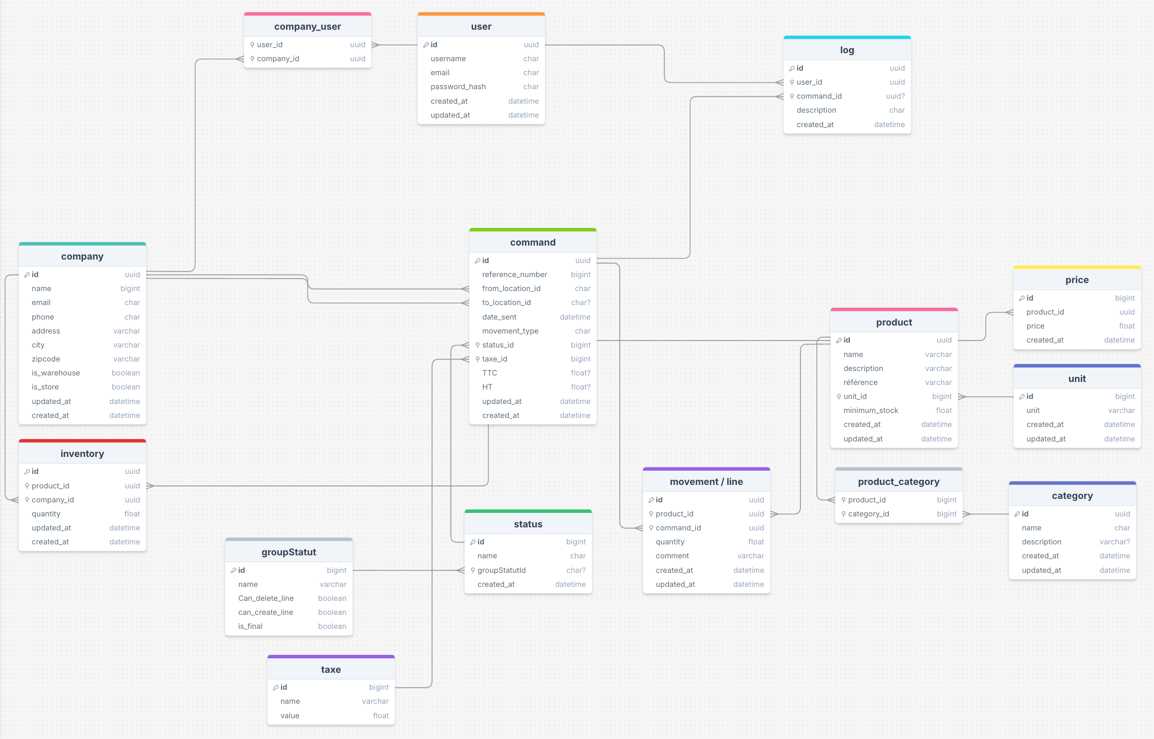 company_user
user_id uuid
company_id uuid
user
id uuid
username char
email char
password_hash char
created_at datetime
updated_at datetime
log
id uuid
user_id uuid
command_id uuid?
description char
created_at datetime
company
id uuid
name bigint
email char
phone char
address varchar
city varchar
zipcode varchar
is_warehouse boolean
is_store boolean
updated_at datetime
created_at datetime
command
id uuid
reference_number bigint
from_location_id char
to_location_id char?
date_sent datetime
movement_type char
status_id bigint
taxe_id bigint
TTC float?
HT float?
updated_at datetime
created_at datetime
product
id uuid
name varchar
description varchar
référence varchar
unit_id bigint
minimum_stock float
created_at datetime
updated_at datetime
price
id bigint
product_id uuid
price float
created_at datetime
unit
id bigint
unit varchar
created_at datetime
updated_at datetime
inventory
id uuid
product_id uuid
company_id uuid
quantity float
updated_at datetime
created_at datetime
movement / line
id uuid
product_id uuid
command_id uuid
quantity float
comment varchar
created_at datetime
updated_at datetime
product_category
product_id bigint
category_id bigint
category
id uuid
name char
description varchar?
created_at datetime
updated_at datetime
status
id bigint
name char
groupStatutId char?
created_at datetime
groupStatut
id bigint
name varchar
Can_delete_line boolean
can_create_line boolean
is_final boolean
taxe
id bigint
name varchar
value float